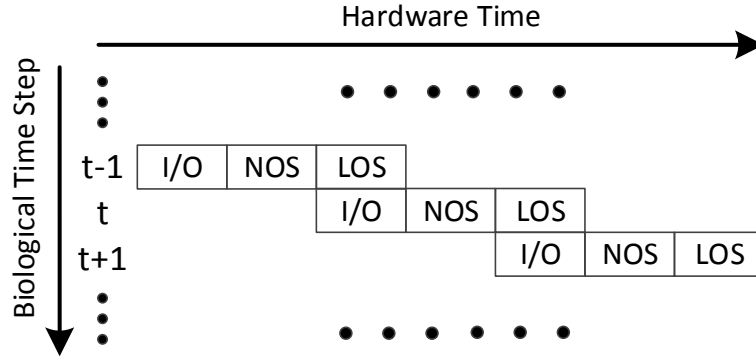 Hardware Time
Biological Time Step
t-1 I/O NOS LOS
t I/O NOS LOS
t+1 I/O NOS LOS